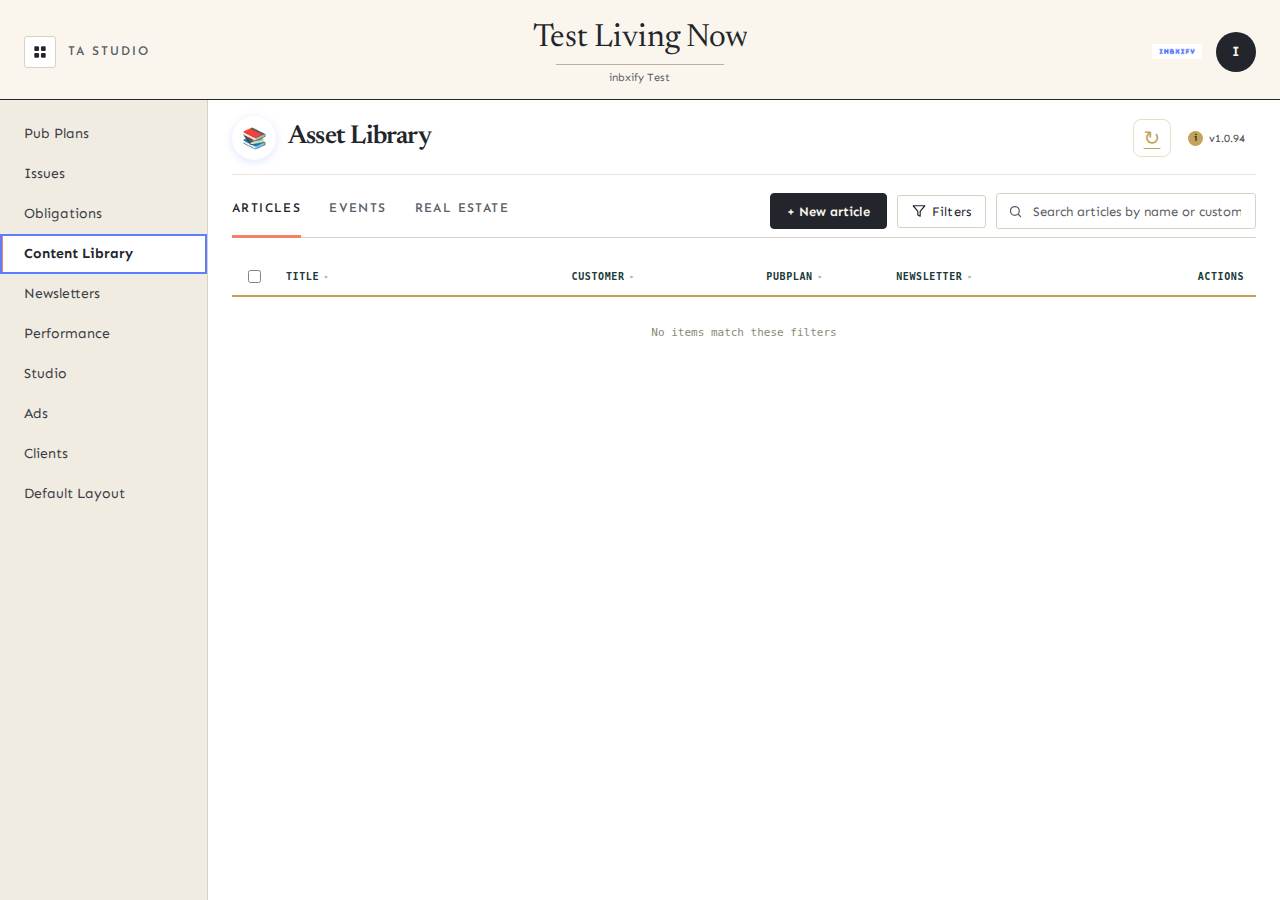 TA STUDIO
Test Living Now
inbxify Test
INBXIFY
I
Pub Plans
Issues
Obligations
Content Library
Newsletters
Performance
Studio
Ads
Clients
Default Layout
Asset Library
v1.0.94
ARTICLES
EVENTS
REAL ESTATE
+ New article
Filters
Search articles by name or custom
TITLE
CUSTOMER
PUBPLAN
NEWSLETTER
ACTIONS
No items match these filters